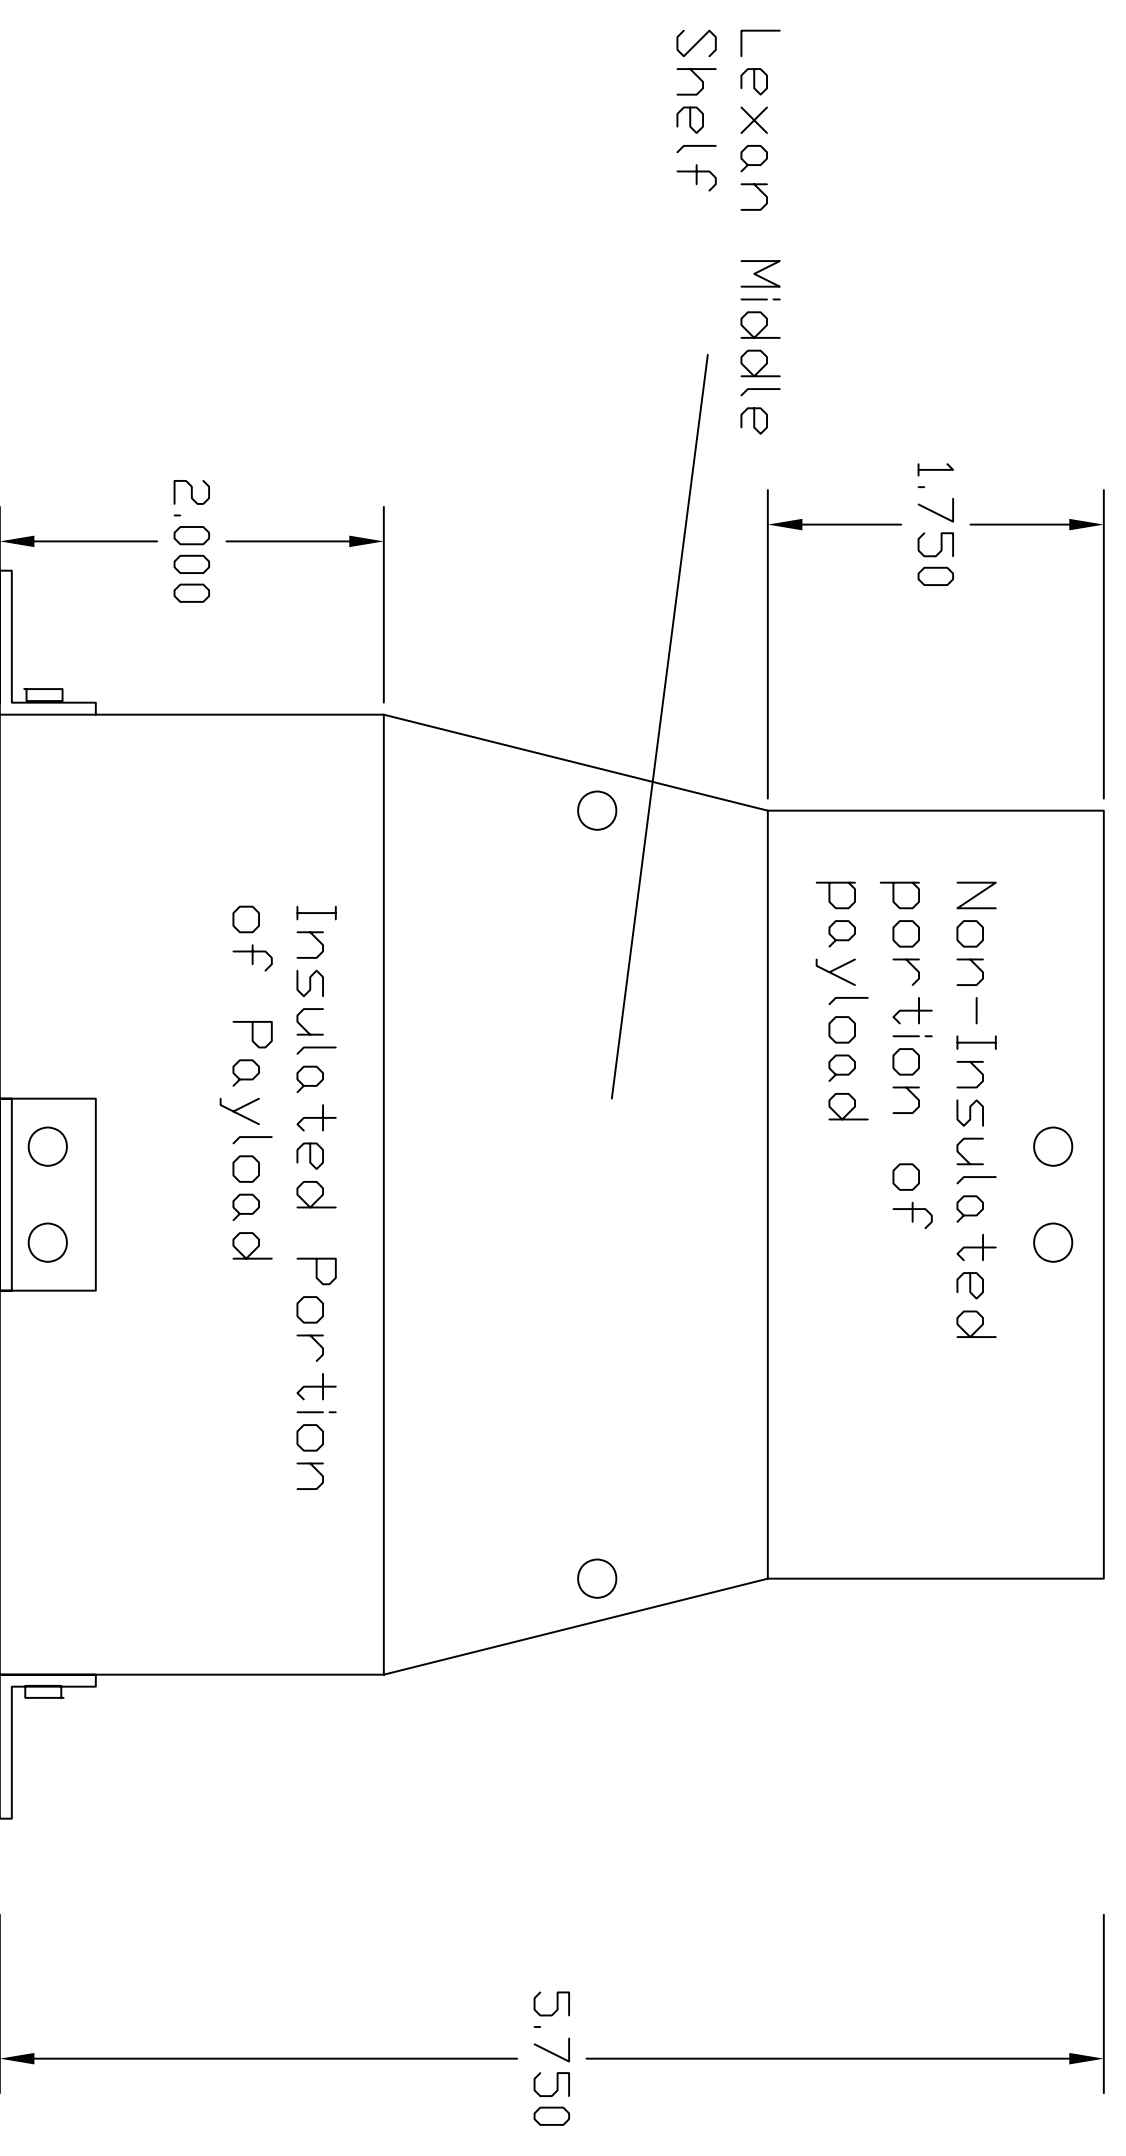 1.750
Non-Insulated
portion of
payload
Lexan Middle
Shelf
2.000
Insulated Portion
of Payload
5.750